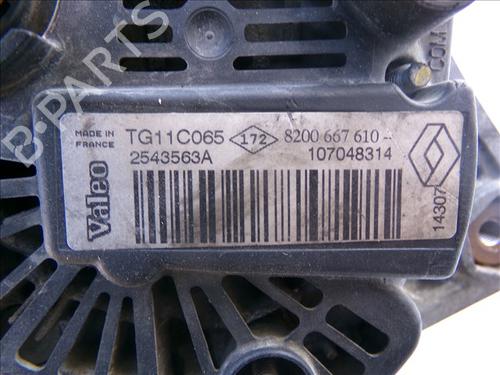 B-PARTS
COM
MADE IN
FRANCE
TG11C065 172 8200 667 610 --
2543563A 107048314
Valeo
14307